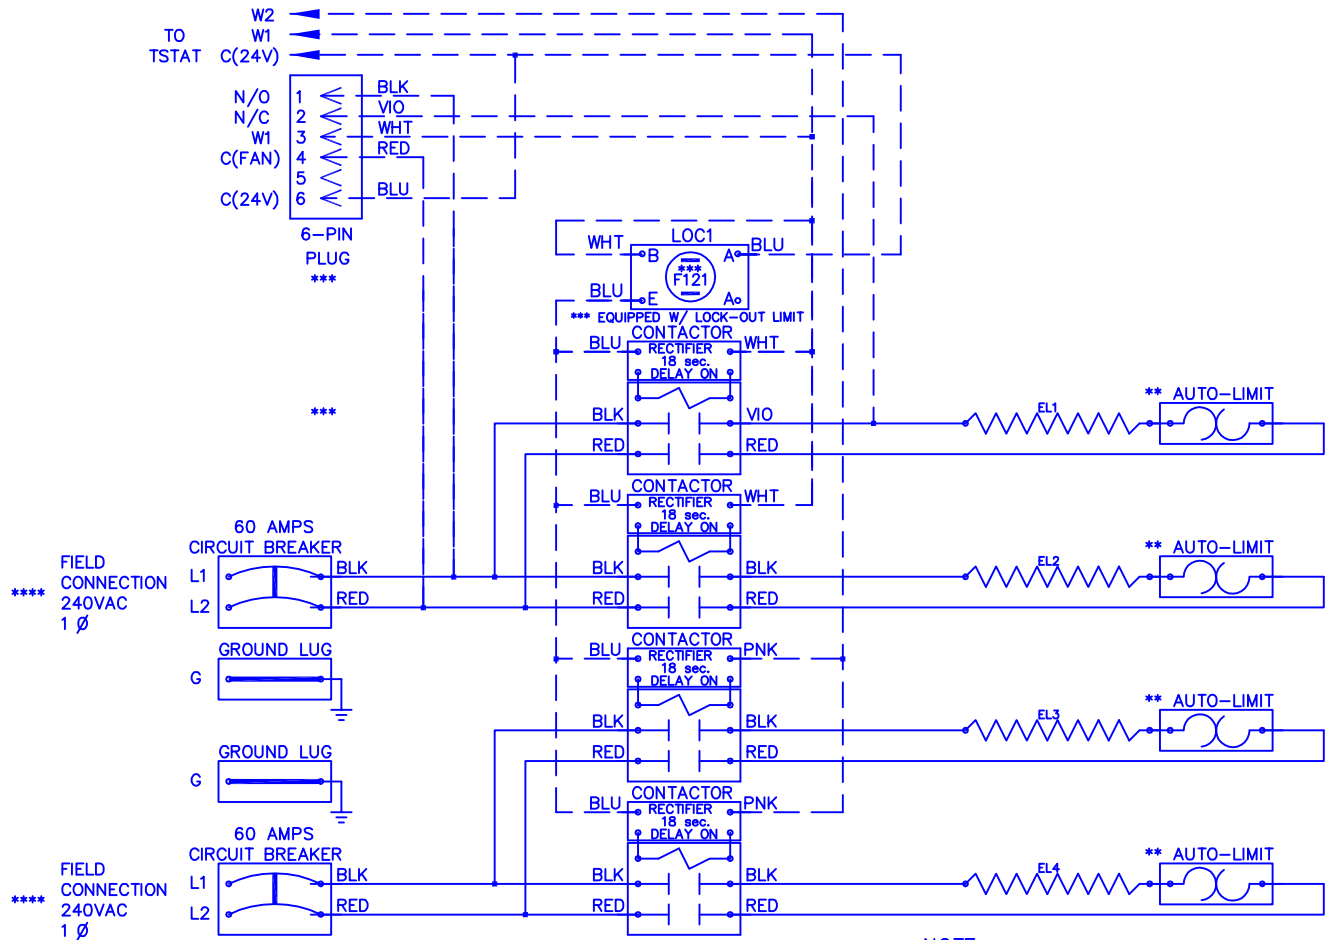 W2
TO W1
TSTAT C(24V)
N/O 1 BLK
N/C 2 VIO
W1 3 WHT
C(FAN) 4 RED
5
C(24V) 6 BLU
6-PIN
PLUG
***
LOC1
WHT B A BLU
***
F121
BLU E A
*** EQUIPPED W/ LOCK-OUT LIMIT
CONTACTOR
BLU RECTIFIER WHT
18 sec.
DELAY ON
*** 
** AUTO-LIMIT
BLK VIO EL1
RED RED
CONTACTOR
BLU RECTIFIER WHT
18 sec.
DELAY ON
60 AMPS
CIRCUIT BREAKER
** AUTO-LIMIT
FIELD
L1 BLK BLK BLK EL2
CONNECTION
**** 240VAC
L2 RED RED RED
1 Ø
CONTACTOR
GROUND LUG
BLU RECTIFIER PNK
18 sec.
G DELAY ON
** AUTO-LIMIT
BLK BLK EL3
GROUND LUG
RED RED
G
CONTACTOR
BLU RECTIFIER PNK
18 sec.
60 AMPS
DELAY ON
CIRCUIT BREAKER
** AUTO-LIMIT
FIELD
L1 BLK BLK BLK EL4
CONNECTION
**** 240VAC
L2 RED RED RED
1 Ø